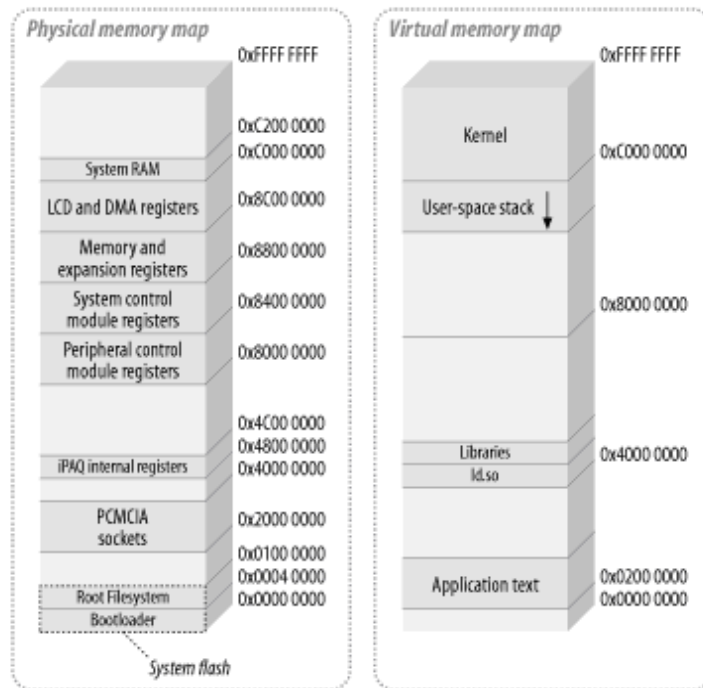 Physical memory map
0xFFFF FFFF
0xC200 0000
0xC000 0000
System RAM
LCD and DMA registers
0x8C00 0000
Memory and
expansion registers
0x8800 0000
System control
module registers
0x8400 0000
Peripheral control
module registers
0x8000 0000
0x4C00 0000
0x4800 0000
iPAQ internal registers
0x4000 0000
PCMCIA
sockets
0x2000 0000
0x0100 0000
0x0004 0000
Root Filesystem
0x0000 0000
Bootloader
System flash
Virtual memory map
0xFFFF FFFF
Kernel
0xC000 0000
User-space stack
0x8000 0000
Libraries
0x4000 0000
ld.so
Application text
0x0200 0000
0x0000 0000